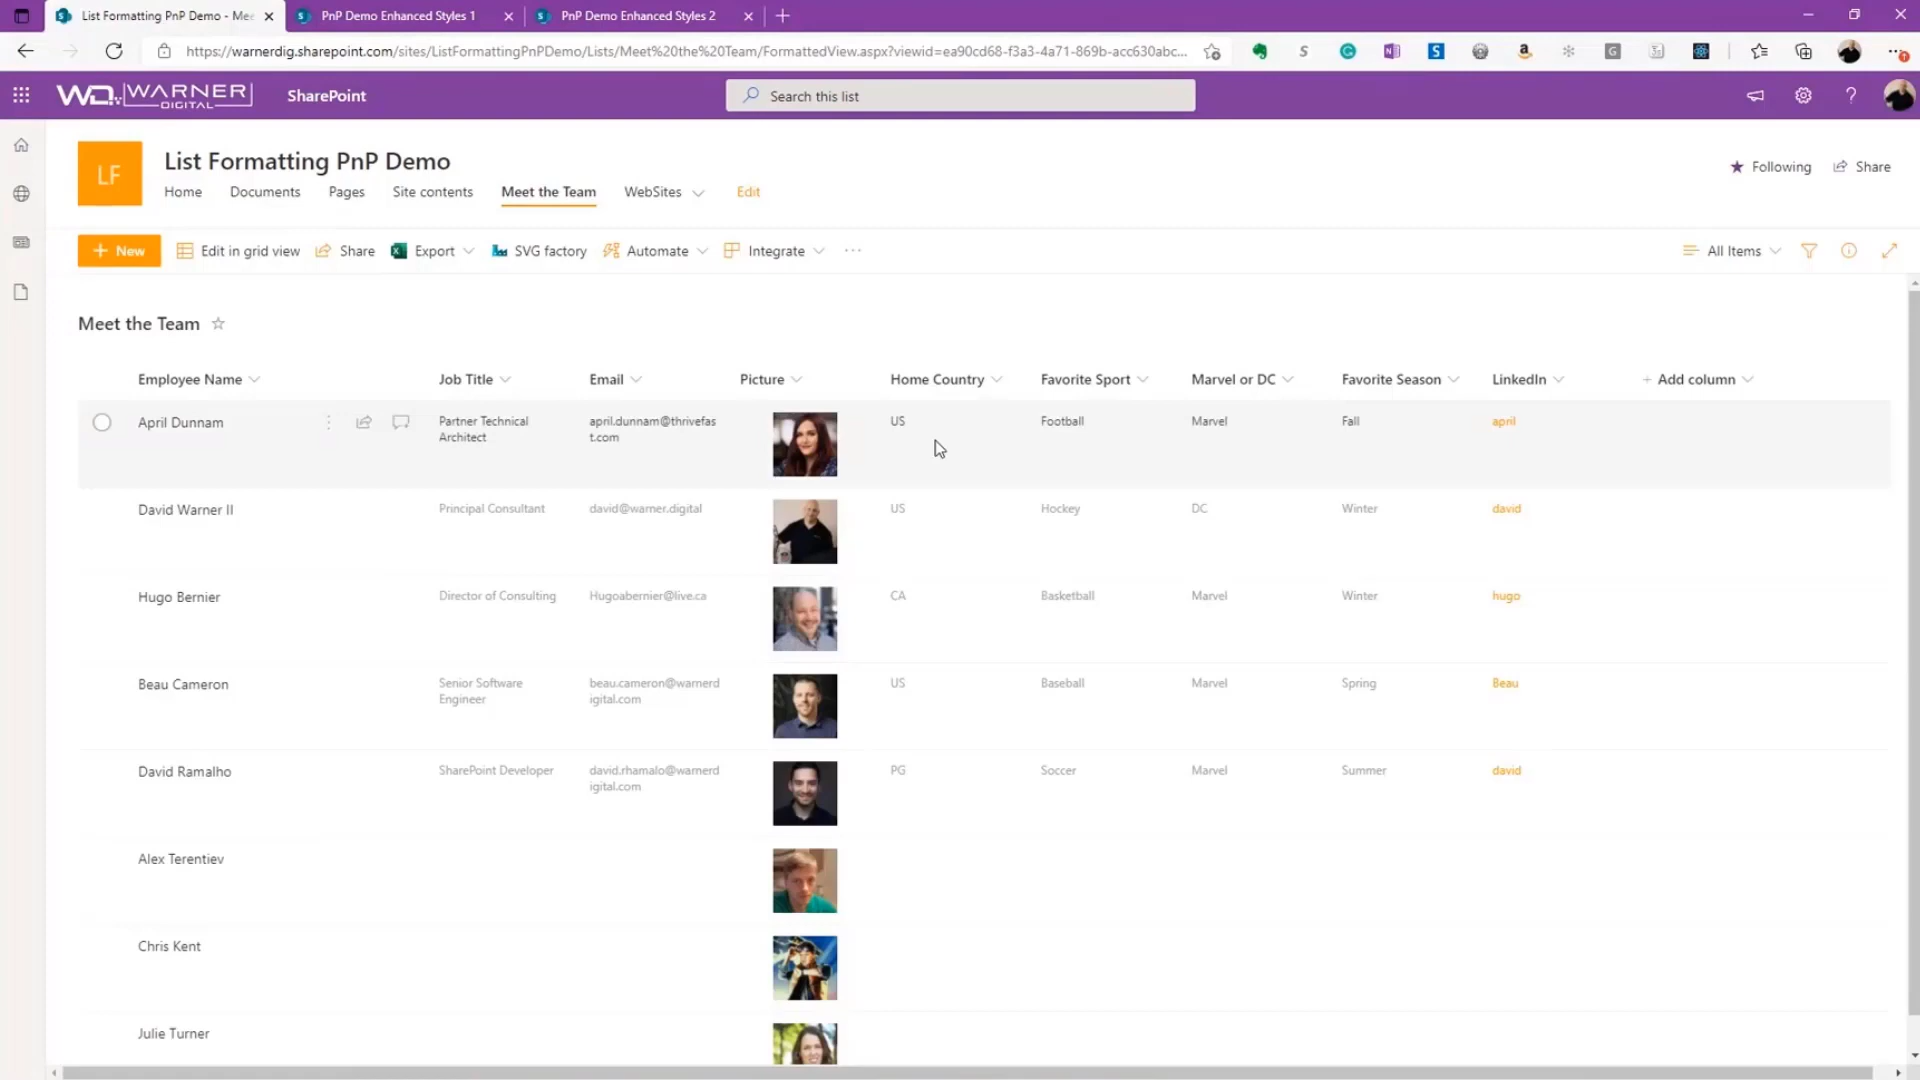 List Formatting PnP Demo - Mee
PnP Demo Enhanced Styles 1
PnP Demo Enhanced Styles 2
https://warnerdig.sharepoint.com/sites/ListFormattingPnPDemo/Lists/Meet%20the%20Team/FormattedView.aspx?viewid=ea90cd68-f3a3-4a71-869b-acc630abc...
WD WARNER DIGITAL
SharePoint
Search this list
LF
List Formatting PnP Demo
Following
Share
Home
Documents
Pages
Site contents
Meet the Team
WebSites
Edit
+ New
Edit in grid view
Share
Export
SVG factory
Automate
Integrate
...
All Items
Meet the Team
Employee Name
Job Title
Email
Picture
Home Country
Favorite Sport
Marvel or DC
Favorite Season
LinkedIn
+ Add column
April Dunnam
Partner Technical
Architect
april.dunnam@thrivefas
t.com
US
Football
Marvel
Fall
april
David Warner II
Principal Consultant
david@warner.digital
US
Hockey
DC
Winter
david
Hugo Bernier
Director of Consulting
Hugoabernier@live.ca
CA
Basketball
Marvel
Winter
hugo
Beau Cameron
Senior Software
Engineer
beau.cameron@warnerd
igital.com
US
Baseball
Marvel
Spring
Beau
David Ramalho
SharePoint Developer
david.rhamalo@warnerd
igital.com
PG
Soccer
Marvel
Summer
david
Alex Terentiev
Chris Kent
Julie Turner